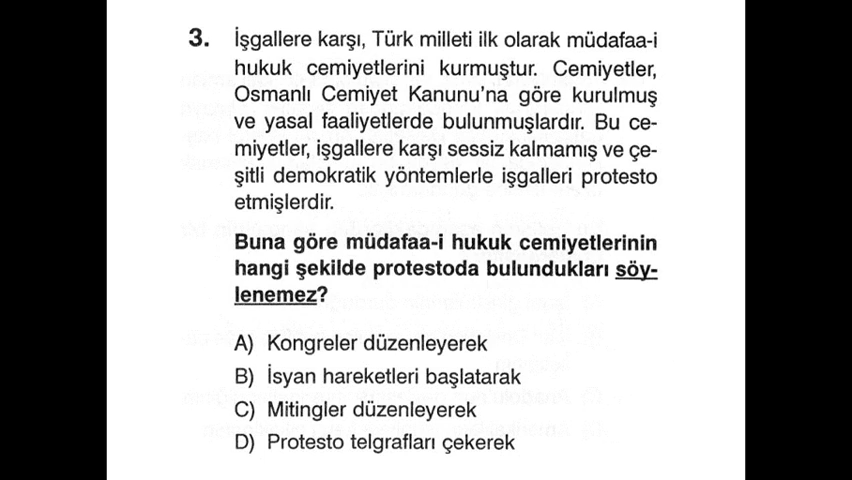 3. İşgallere karşı, Türk milleti ilk olarak müdafaa-i
hukuk cemiyetlerini kurmuştur. Cemiyetler,
Osmanlı Cemiyet Kanunu'na göre kurulmuş
ve yasal faaliyetlerde bulunmuşlardır. Bu ce-
miyetler, işgallere karşı sessiz kalmamış ve çe-
şitli demokratik yöntemlerle işgalleri protesto
etmişlerdir.
Buna göre müdafaa-i hukuk cemiyetlerinin
hangi şekilde protestoda bulundukları söy-
lenemez?
A) Kongreler düzenleyerek
B) İsyan hareketleri başlatarak
C) Mitingler düzenleyerek
D) Protesto telgrafları çekerek